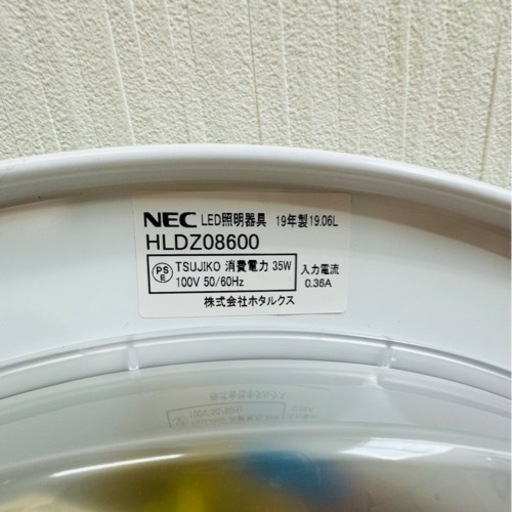 NEC LED照明器具 19年製19.06L
HLDZ08600
PS E TSUJIKO 消費電力 35W
100V 50/60Hz
入力電流
0.36A
株式会社ホタルクス